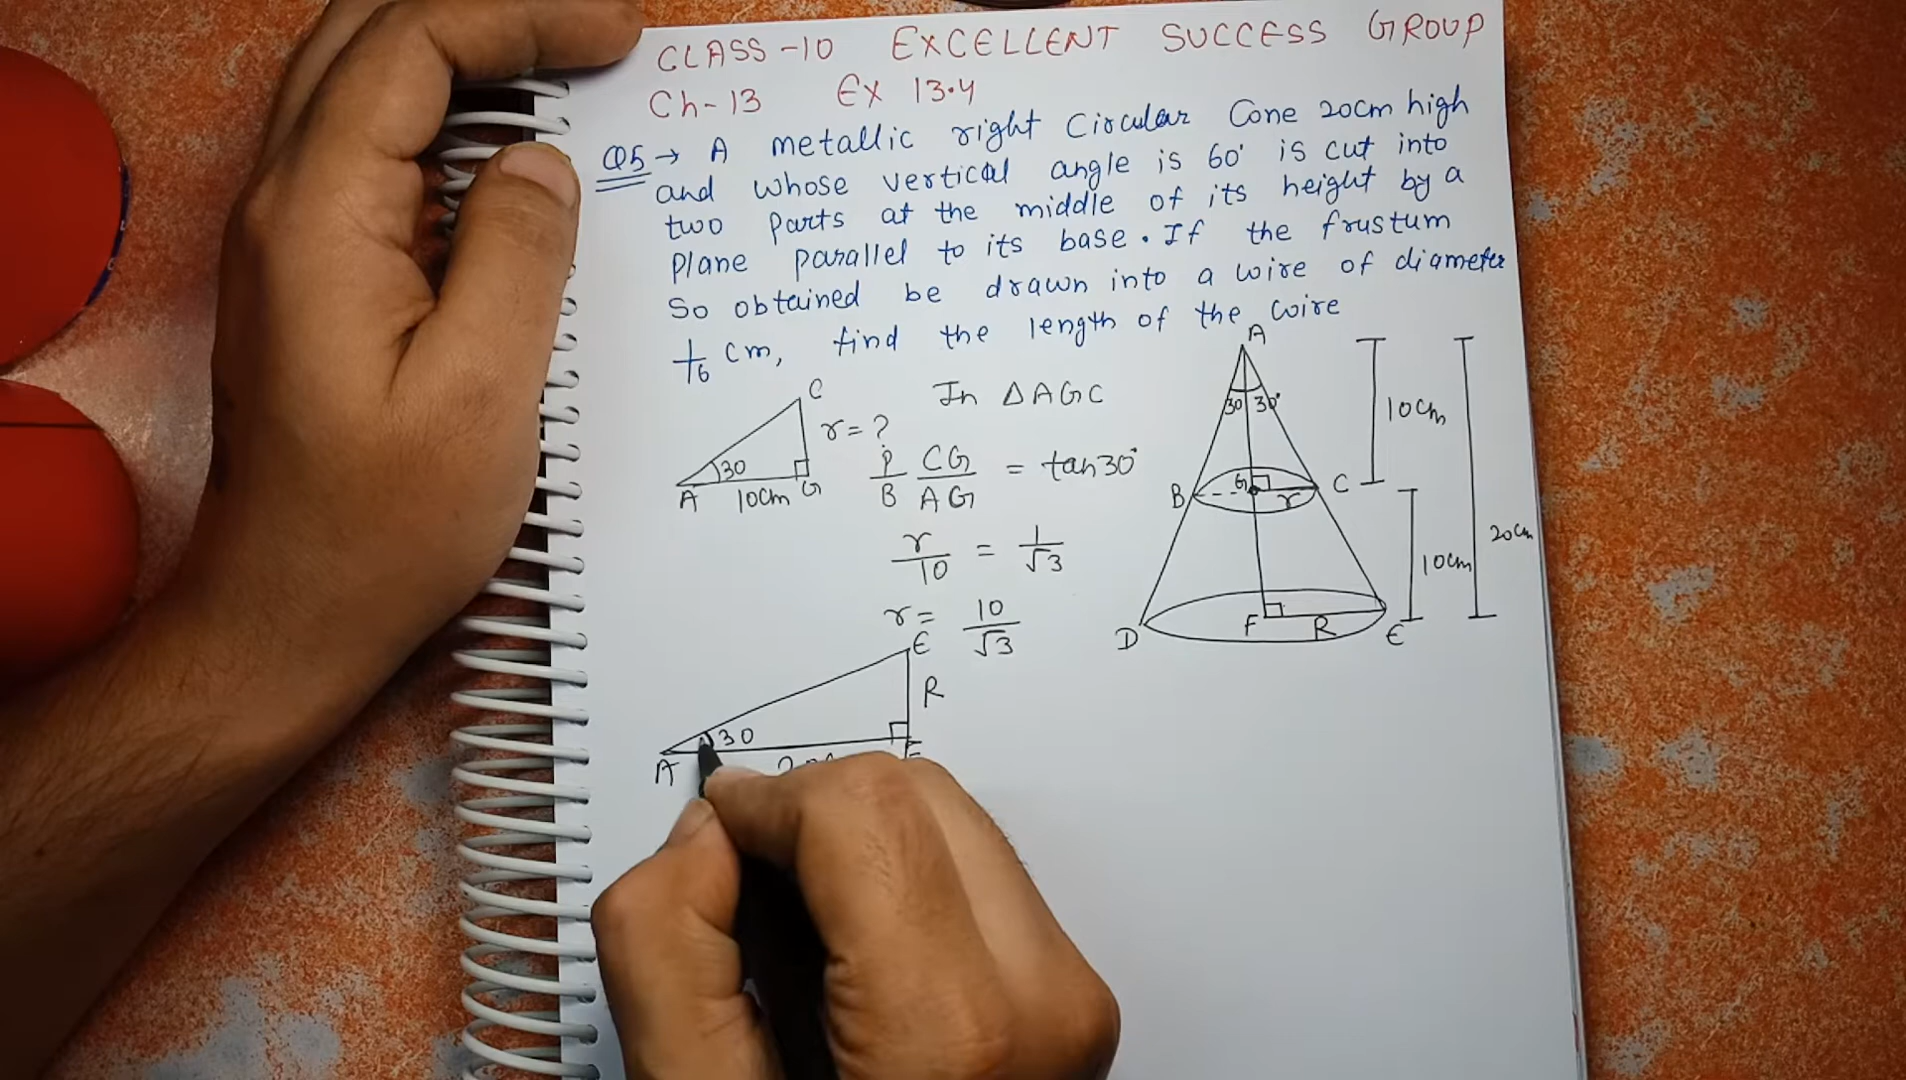 CLASS -10 EXCELLENT SUCCESS GROUP
Ch-13 EX 13.4
Q5 → A metallic right Circular Cone 20cm high
and whose vertical angle is 60° is cut into
two parts at the middle of its height by a
Plane parallel to its base. If the frustum
So obtained be drawn into a wire of diameter
1/16 cm, find the length of the wire
A
30 30°
10cm
B G r C
10cm
20cm
D F R E
C
r = ?
30
A 10cm G
In △AGC
P/B CG/AG = tan30°
r/10 = 1/√3
r = 10/√3
E
R
30
A F